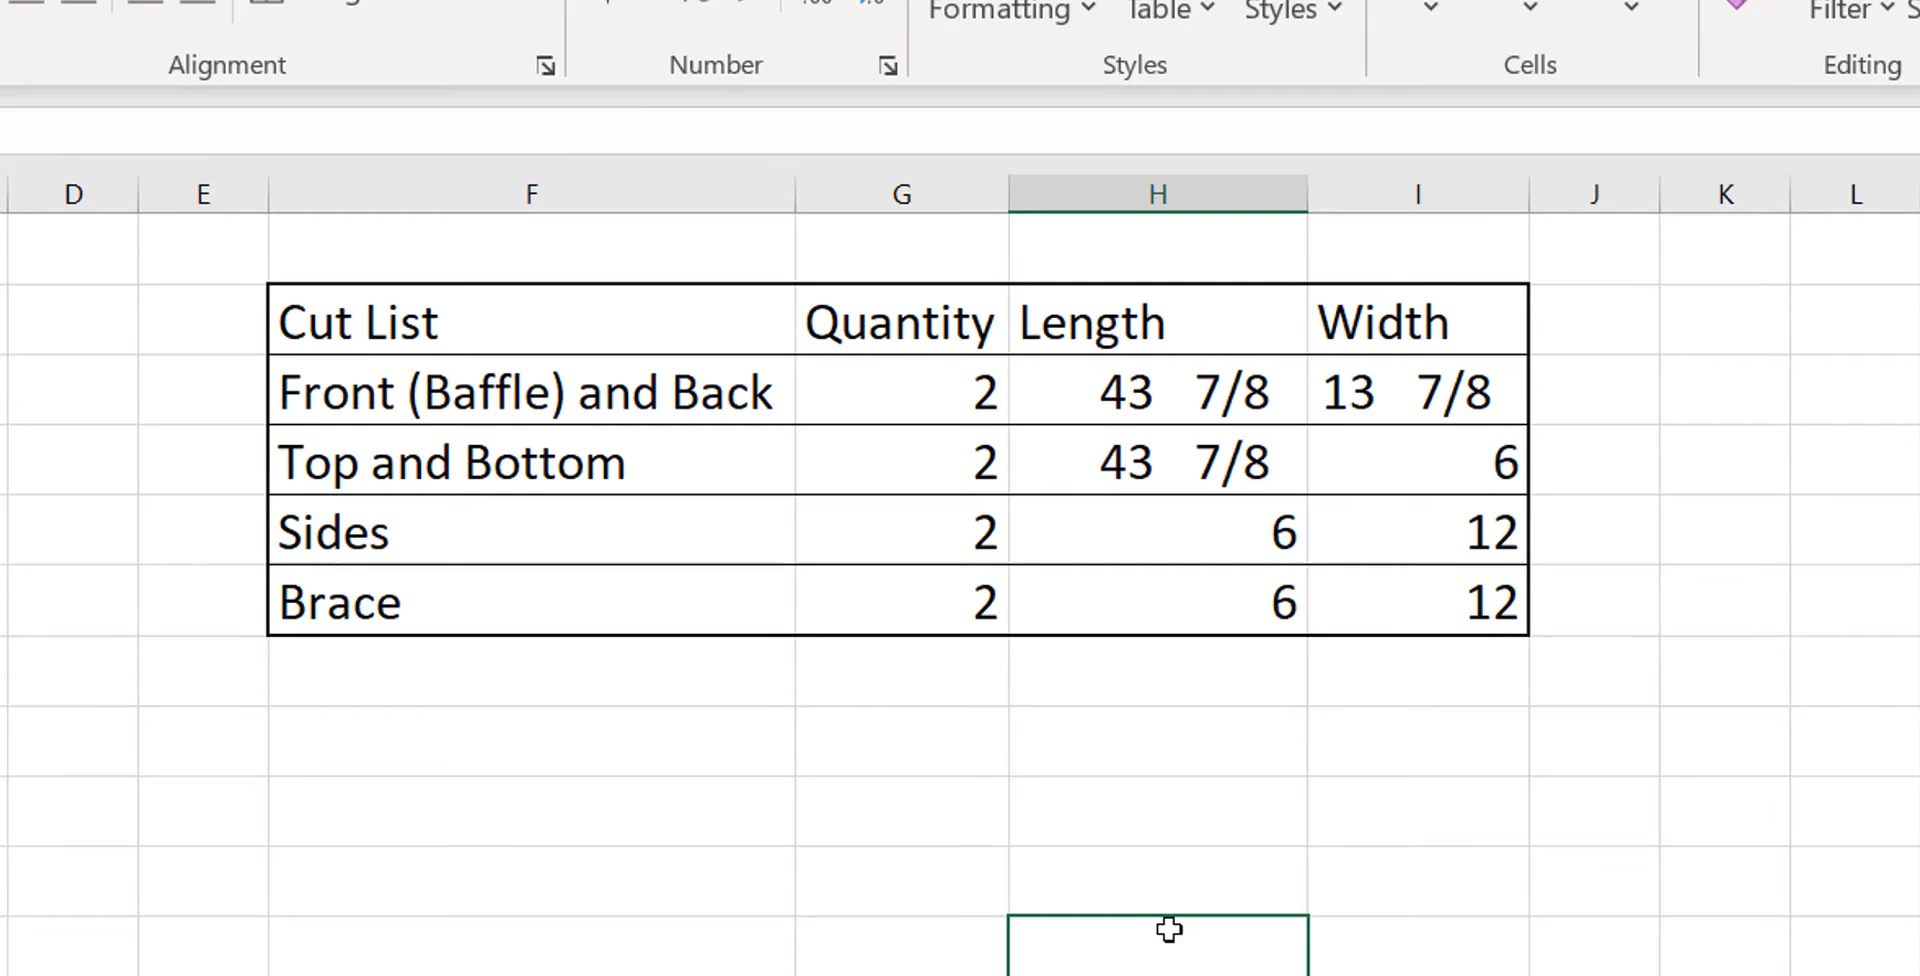 Formatting Table Styles Filter
Alignment Number Styles Cells Editing
D E F G H I J K L
Cut List Quantity Length Width
Front (Baffle) and Back 2 43 7/8 13 7/8
Top and Bottom 2 43 7/8 6
Sides 2 6 12
Brace 2 6 12